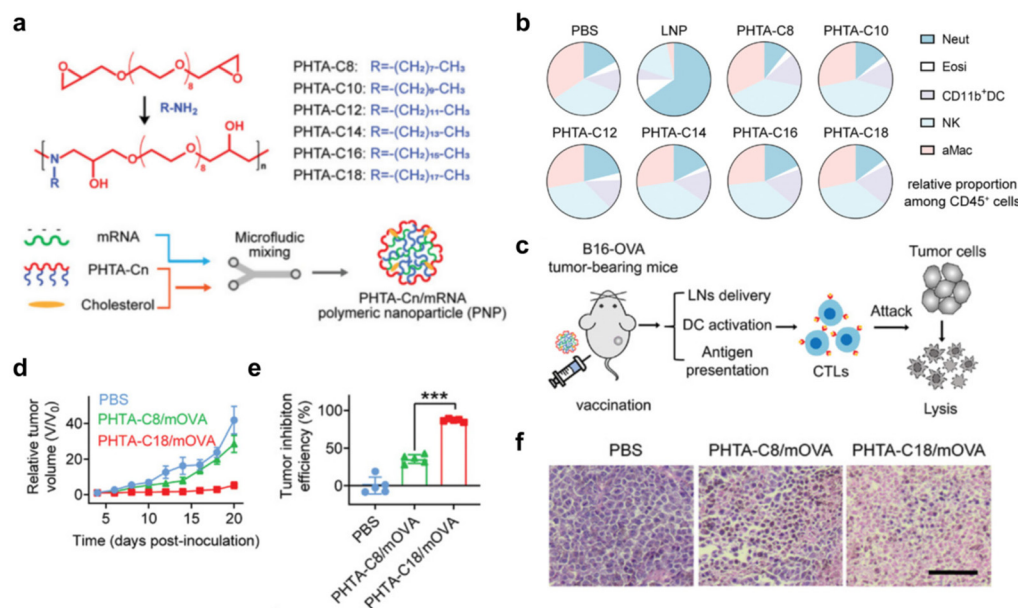 a
O
O
O
O
8
O
O
R-NH₂
N
R
OH
O
O
8
O
OH
n
PHTA-C8: R=-(CH₂)₇-CH₃
PHTA-C10: R=-(CH₂)₉-CH₃
PHTA-C12: R=-(CH₂)₁₁-CH₃
PHTA-C14: R=-(CH₂)₁₃-CH₃
PHTA-C16: R=-(CH₂)₁₅-CH₃
PHTA-C18: R=-(CH₂)₁₇-CH₃
mRNA
PHTA-Cn
Cholesterol
Microfludic
mixing
PHTA-Cn/mRNA
polymeric nanoparticle (PNP)
b
PBS
LNP
PHTA-C8
PHTA-C10
PHTA-C12
PHTA-C14
PHTA-C16
PHTA-C18
Neut
Eosi
CD11b⁺DC
NK
aMac
relative proportion
among CD45⁺ cells
c
B16-OVA
tumor-bearing mice
vaccination
LNs delivery
DC activation
Antigen
presentation
CTLs
Attack
Tumor cells
Lysis
d
Relative tumor
volume (V/V₀)
40
20
0
PBS
PHTA-C8/mOVA
PHTA-C18/mOVA
5 10 15 20
Time (days post-inoculation)
e
Tumor inhibiton
efficiency (%)
100
50
0
***
PBS
PHTA-C8/mOVA
PHTA-C18/mOVA
f
PBS
PHTA-C8/mOVA
PHTA-C18/mOVA